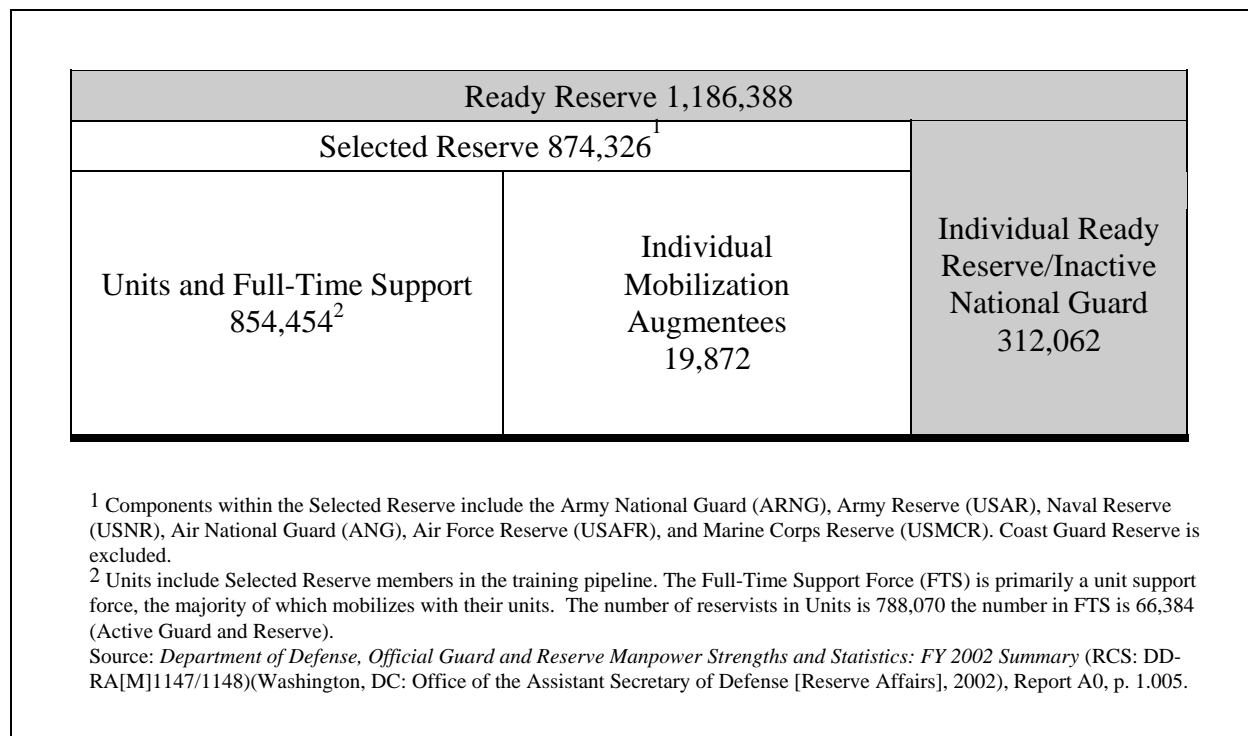 Ready Reserve 1,186,388
Selected Reserve 874,326¹
Units and Full-Time Support
854,454²
Individual
Mobilization
Augmentees
19,872
Individual Ready
Reserve/Inactive
National Guard
312,062
¹ Components within the Selected Reserve include the Army National Guard (ARNG), Army Reserve (USAR), Naval Reserve
(USNR), Air National Guard (ANG), Air Force Reserve (USAFR), and Marine Corps Reserve (USMCR). Coast Guard Reserve is
excluded.
² Units include Selected Reserve members in the training pipeline. The Full-Time Support Force (FTS) is primarily a unit support
force, the majority of which mobilizes with their units. The number of reservists in Units is 788,070 the number in FTS is 66,384
(Active Guard and Reserve).
Source: Department of Defense, Official Guard and Reserve Manpower Strengths and Statistics: FY 2002 Summary (RCS: DD-
RA[M]1147/1148)(Washington, DC: Office of the Assistant Secretary of Defense [Reserve Affairs], 2002), Report A0, p. 1.005.